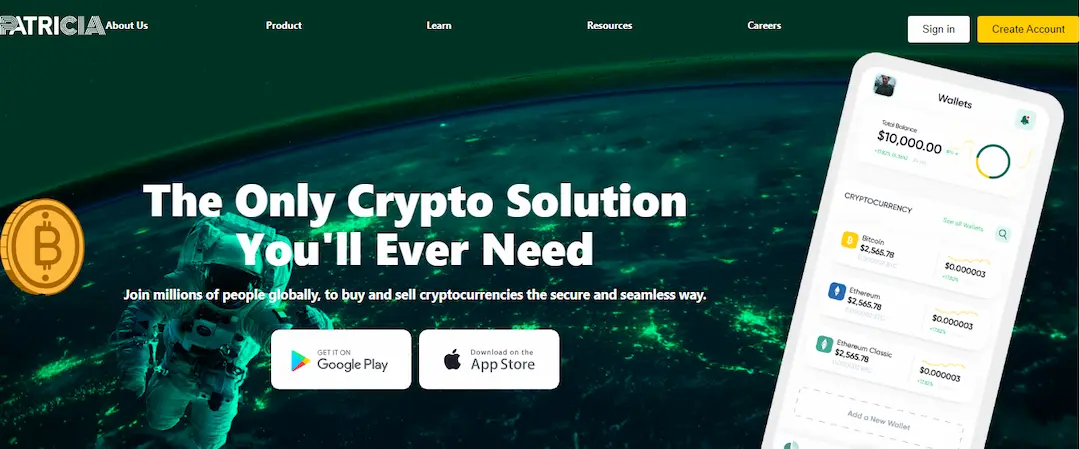 PATRICIA
About Us
Product
Learn
Resources
Careers
Sign in
Create Account
The Only Crypto Solution
You'll Ever Need
Join millions of people globally, to buy and sell cryptocurrencies the secure and seamless way.
GET IT ON
Google Play
Download on the
App Store
Wallets
Total Balance
$10,000.00
CRYPTOCURRENCY
See all Wallets
Bitcoin
$2,565.78
$0.000003
Ethereum
$2,565.78
$0.000003
Ethereum Classic
$2,565.78
$0.000003
Add a New Wallet